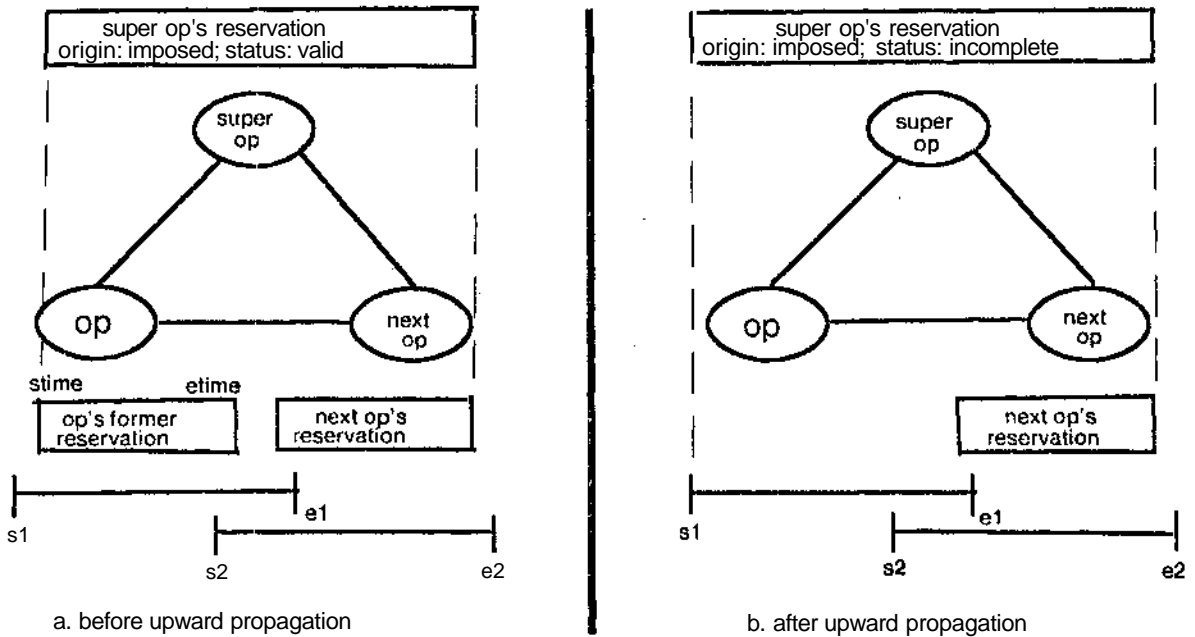 super op's reservation
origin: imposed; status: valid
super
op
op
next
op
stime
etime
op's former
reservation
next op's
reservation
s1
e1
s2
e2
a. before upward propagation
super op's reservation
origin: imposed; status: incomplete
super
op
op
next
op
next op's
reservation
s1
e1
s2
e2
b. after upward propagation